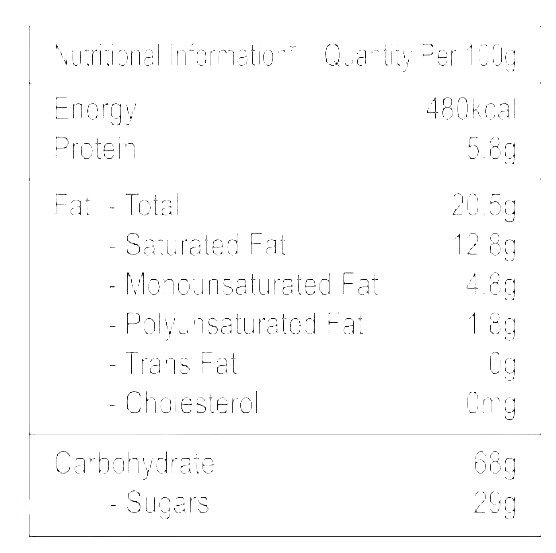 Nutritional Information* Quantity Per 100g
Energy 480kcal
Protein 5.8g
Fat - Total 20.5g
- Saturated Fat 12.8g
- Monounsaturated Fat 4.8g
- Polyunsaturated Fat 1.8g
- Trans Fat 0g
- Cholesterol 0mg
Carbohydrate 68g
- Sugars 29g